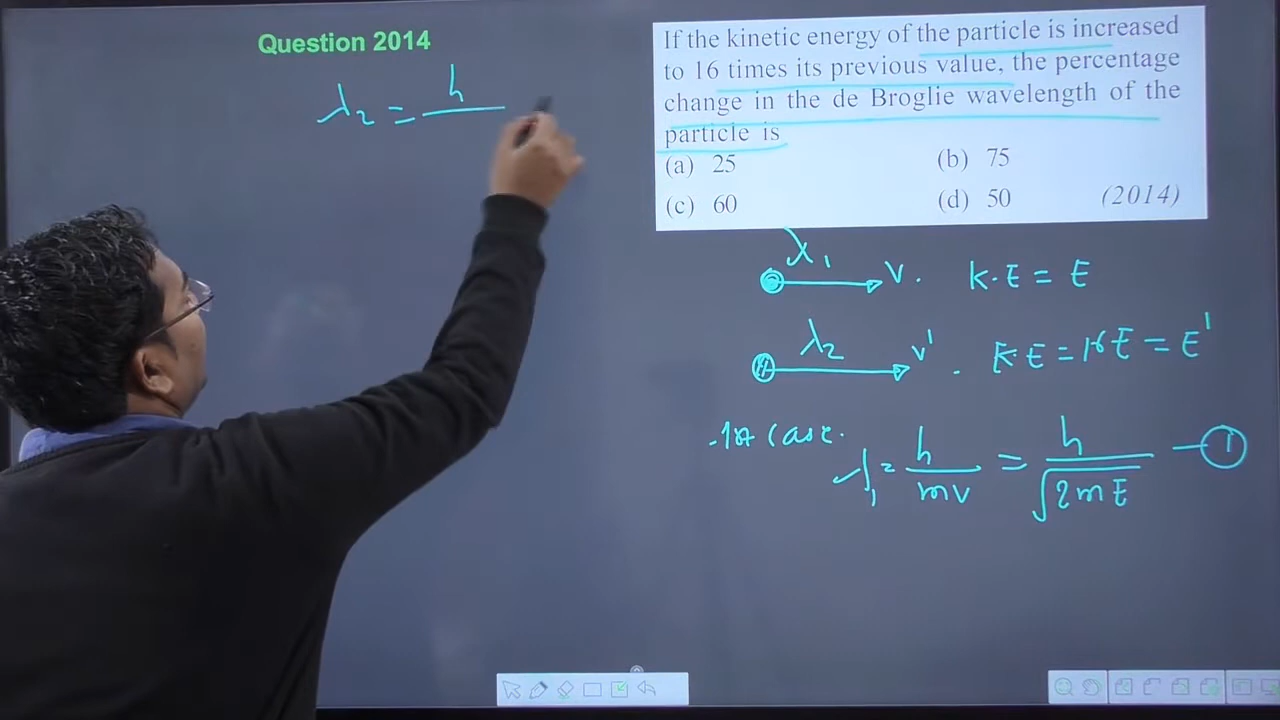 Question 2014
λ₂ = h
If the kinetic energy of the particle is increased
to 16 times its previous value, the percentage
change in the de Broglie wavelength of the
particle is
(a) 25 (b) 75
(c) 60 (d) 50 (2014)
λ₁ v. K.E = E
λ₂ v' . K.E = 16E = E'
1st case. λ₁ = h/mv = h/√2mE — ①